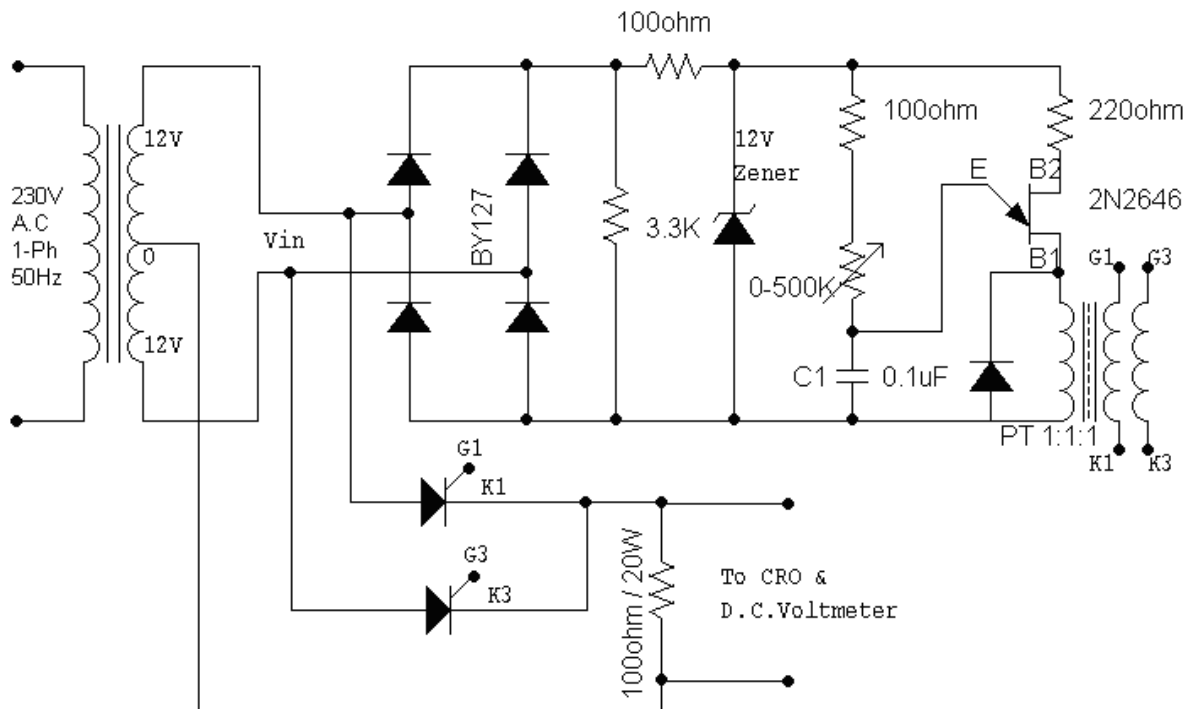 100ohm
12V
230V
A.C
1-Ph
50Hz
0
12V
Vin
BY127
3.3K
12V
Zener
100ohm
220ohm
E
B2
2N2646
B1
0-500K
C1
0.1uF
G1
G3
PT 1:1:1
K1
K3
G1
K1
G3
K3
100ohm / 20W
To CRO &
D.C.Voltmeter